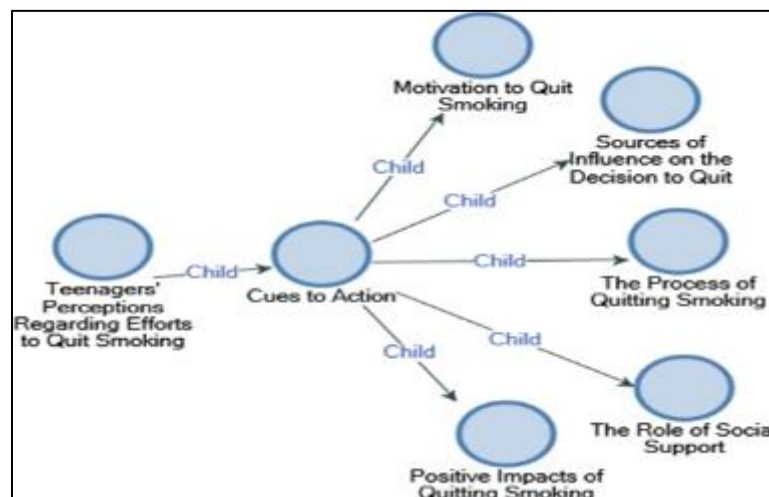 Motivation to Quit
Smoking
Child
Sources of
Influence on the
Decision to Quit
Child
Teenagers'
Perceptions
Regarding Efforts
to Quit Smoking
Child
Cues to Action
Child
The Process of
Quitting Smoking
Child
The Role of Social
Support
Child
Positive Impacts of
Quitting Smoking